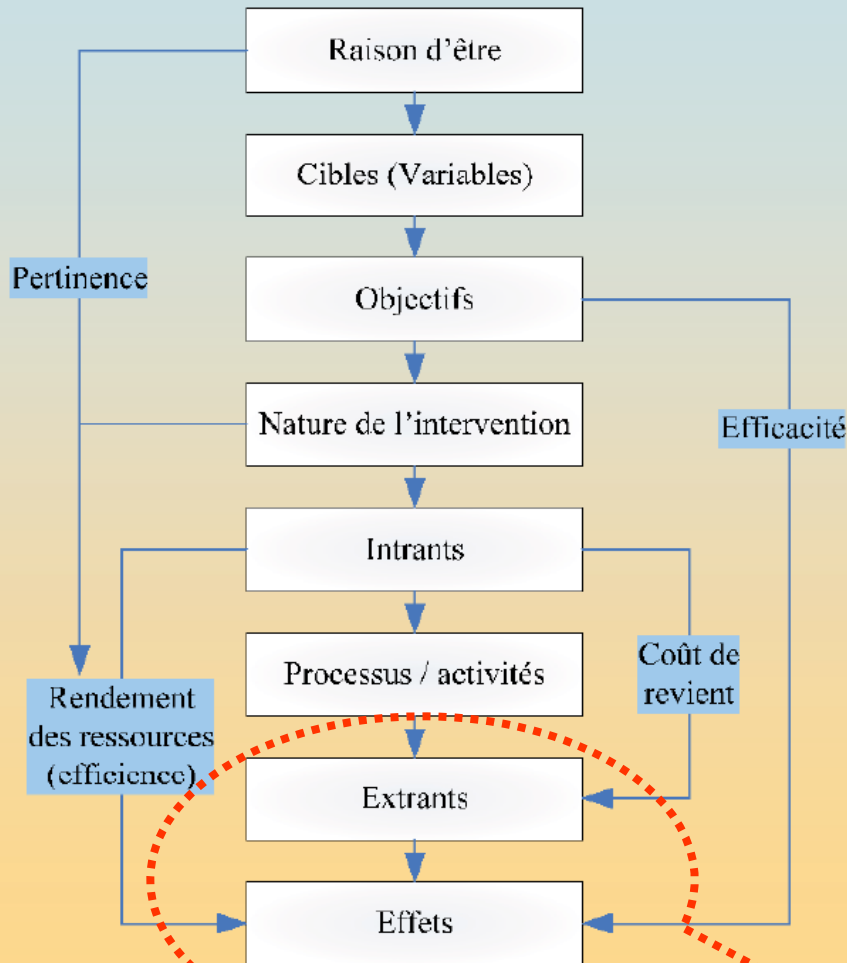 Raison d’être
Cibles (Variables)
Pertinence
Objectifs
Nature de l’intervention
Efficacité
Intrants
Processus / activités
Coût de
revient
Rendement
des ressources
(efficience)
Extrants
Effets